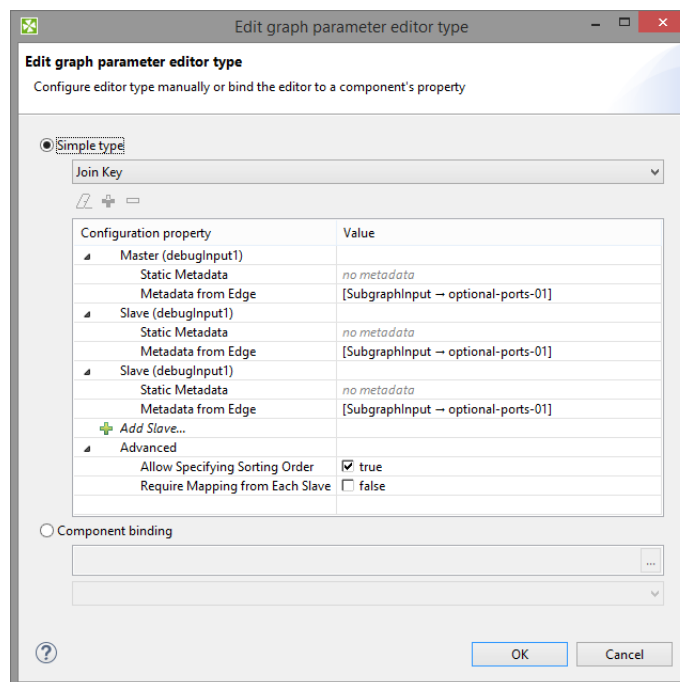 Edit graph parameter editor type
Edit graph parameter editor type
Configure editor type manually or bind the editor to a component's property
Simple type
Join Key
Configuration property Value
Master (debugInput1)
Static Metadata no metadata
Metadata from Edge [SubgraphInput → optional-ports-01]
Slave (debugInput1)
Static Metadata no metadata
Metadata from Edge [SubgraphInput → optional-ports-01]
Slave (debugInput1)
Static Metadata no metadata
Metadata from Edge [SubgraphInput → optional-ports-01]
Add Slave...
Advanced
Allow Specifying Sorting Order true
Require Mapping from Each Slave false
Component binding
...
OK Cancel